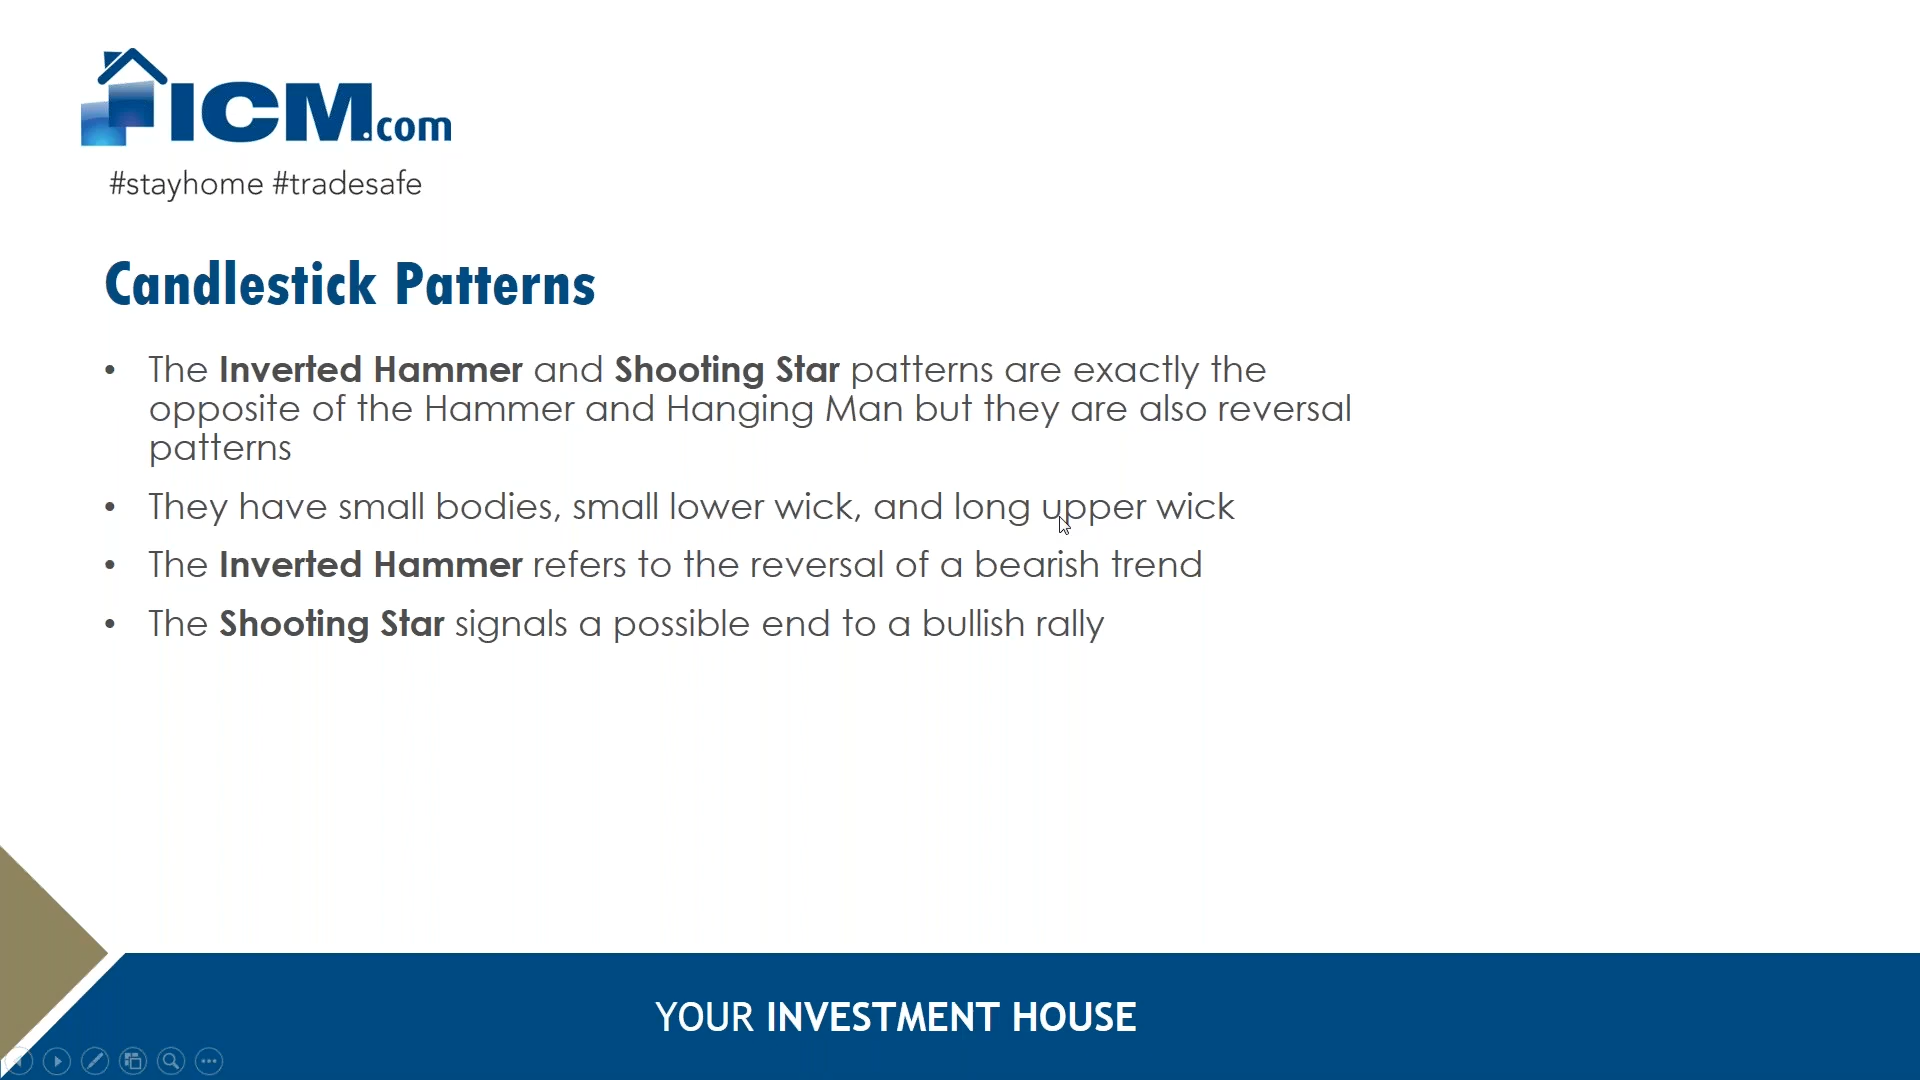 ICM.com
#stayhome #tradesafe
Candlestick Patterns
• The Inverted Hammer and Shooting Star patterns are exactly the
opposite of the Hammer and Hanging Man but they are also reversal
patterns
• They have small bodies, small lower wick, and long upper wick
• The Inverted Hammer refers to the reversal of a bearish trend
• The Shooting Star signals a possible end to a bullish rally
YOUR INVESTMENT HOUSE